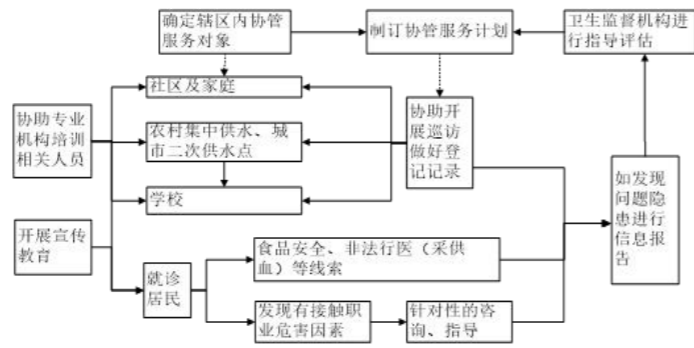 确定辖区内协管
服务对象
制订协管服务计划
卫生监督机构进
行指导评估
社区及家庭
协助专业
机构培训
相关人员
农村集中供水、城
市二次供水点
协助开
展巡访
做好登
记记录
学校
如发现
问题隐
患进行
信息报
告
开展宣传
教育
就诊
居民
食品安全、非法行医（采供
血）等线索
发现有接触职
业危害因素
针对性的咨
询、指导